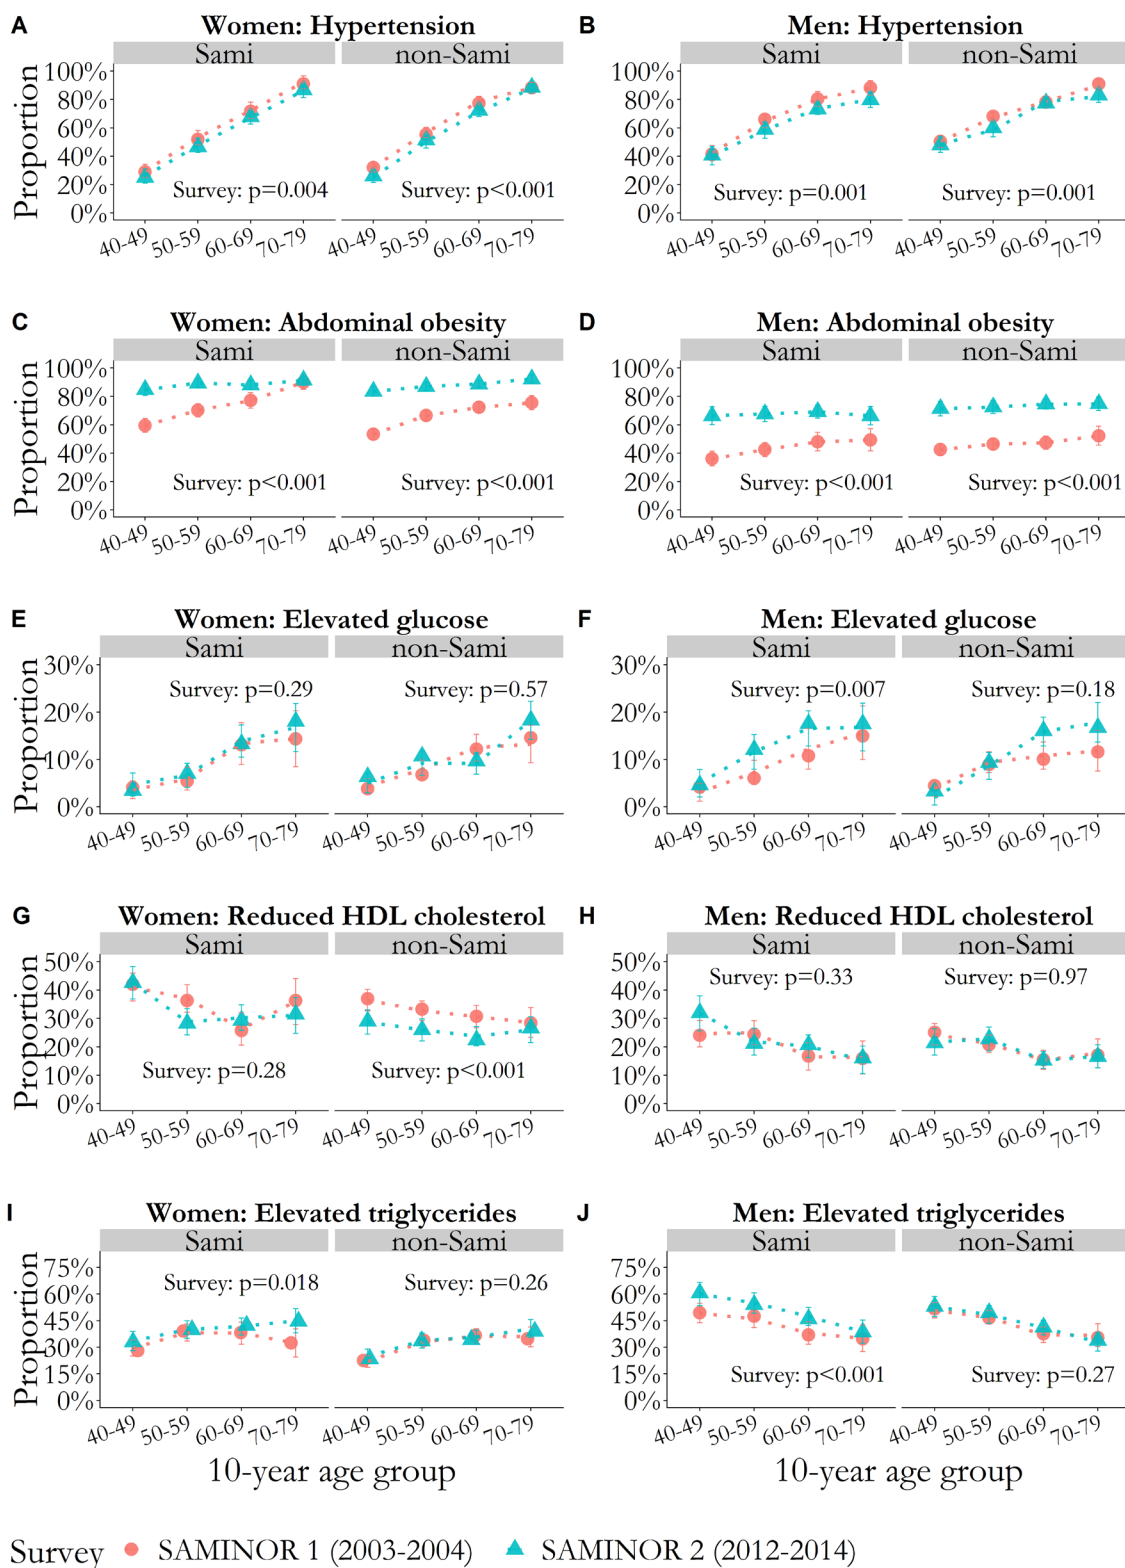 A Women: Hypertension
Sami non-Sami
Proportion
100%
80%
60%
40%
20%
0%
Survey: p=0.004 Survey: p<0.001
40-49 50-59 60-69 70-79 40-49 50-59 60-69 70-79
B Men: Hypertension
Sami non-Sami
100%
80%
60%
40%
20%
0%
Survey: p=0.001 Survey: p=0.001
40-49 50-59 60-69 70-79 40-49 50-59 60-69 70-79
C Women: Abdominal obesity
Sami non-Sami
Proportion
100%
80%
60%
40%
20%
0%
Survey: p<0.001 Survey: p<0.001
40-49 50-59 60-69 70-79 40-49 50-59 60-69 70-79
D Men: Abdominal obesity
Sami non-Sami
100%
80%
60%
40%
20%
0%
Survey: p<0.001 Survey: p<0.001
40-49 50-59 60-69 70-79 40-49 50-59 60-69 70-79
E Women: Elevated glucose
Sami non-Sami
Proportion
30%
20%
10%
0%
Survey: p=0.29 Survey: p=0.57
40-49 50-59 60-69 70-79 40-49 50-59 60-69 70-79
F Men: Elevated glucose
Sami non-Sami
30%
20%
10%
0%
Survey: p=0.007 Survey: p=0.18
40-49 50-59 60-69 70-79 40-49 50-59 60-69 70-79
G Women: Reduced HDL cholesterol
Sami non-Sami
Proportion
50%
40%
30%
20%
10%
0%
Survey: p=0.28 Survey: p<0.001
40-49 50-59 60-69 70-79 40-49 50-59 60-69 70-79
H Men: Reduced HDL cholesterol
Sami non-Sami
50%
40%
30%
20%
10%
0%
Survey: p=0.33 Survey: p=0.97
40-49 50-59 60-69 70-79 40-49 50-59 60-69 70-79
I Women: Elevated triglycerides
Sami non-Sami
Proportion
75%
60%
45%
30%
15%
0%
Survey: p=0.018 Survey: p=0.26
40-49 50-59 60-69 70-79 40-49 50-59 60-69 70-79
10-year age group
J Men: Elevated triglycerides
Sami non-Sami
75%
60%
45%
30%
15%
0%
Survey: p<0.001 Survey: p=0.27
40-49 50-59 60-69 70-79 40-49 50-59 60-69 70-79
10-year age group
Survey SAMINOR 1 (2003-2004) SAMINOR 2 (2012-2014)